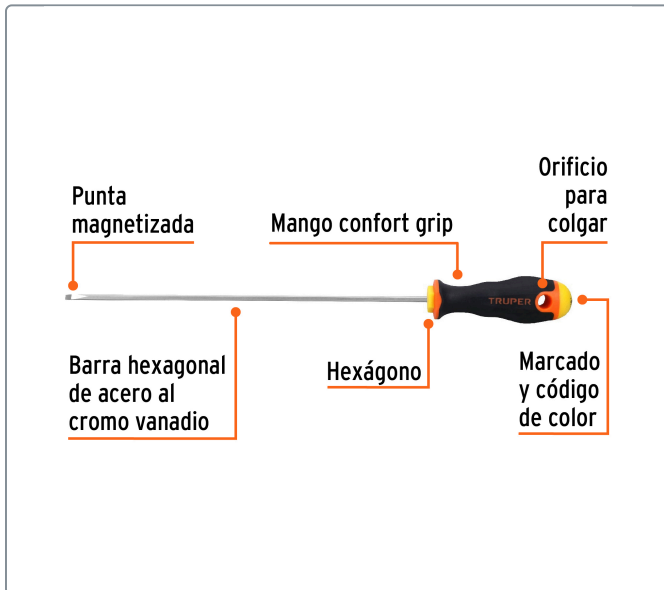 Punta
magnetizada
Mango confort grip
Orificio
para
colgar
TRUPER
Barra hexagonal
de acero al
cromo vanadio
Hexágono
Marcado
y código
de color